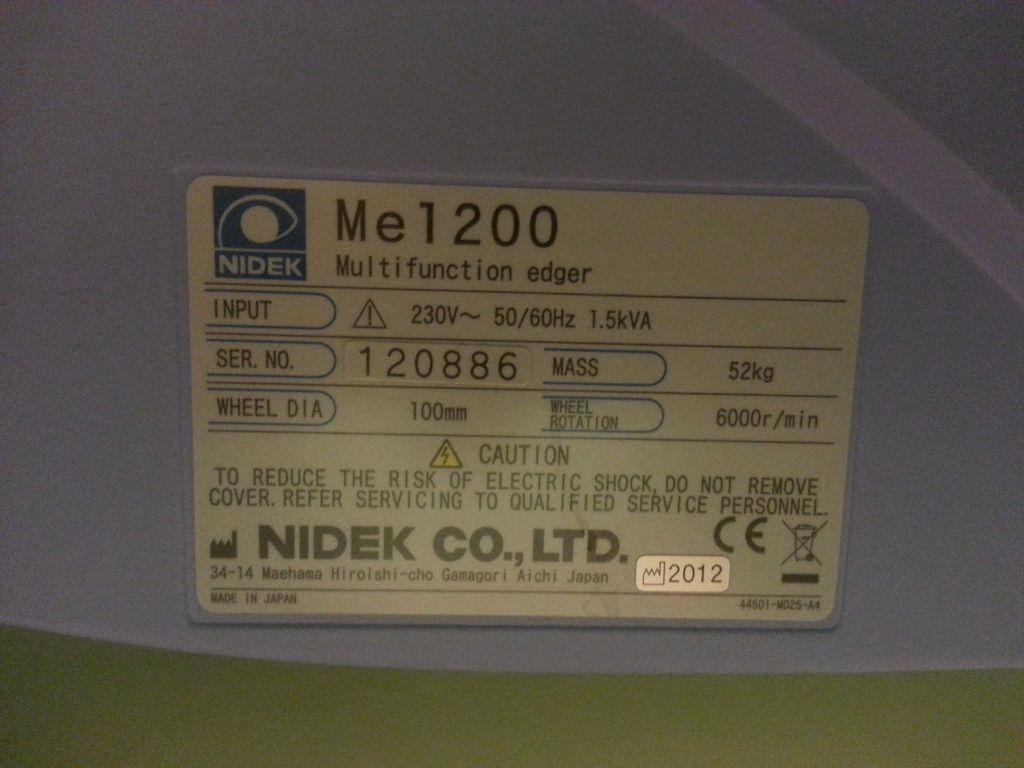 NIDEK
Me1200
Multifunction edger
INPUT 230V～ 50/60Hz 1.5kVA
SER. NO. 120886 MASS 52kg
WHEEL DIA 100mm WHEEL ROTATION 6000r/min
CAUTION
TO REDUCE THE RISK OF ELECTRIC SHOCK, DO NOT REMOVE
COVER. REFER SERVICING TO QUALIFIED SERVICE PERSONNEL.
NIDEK CO., LTD. CE
34-14 Maehama Hiroishi-cho Gamagori Aichi Japan 2012
MADE IN JAPAN 44501-M025-A4